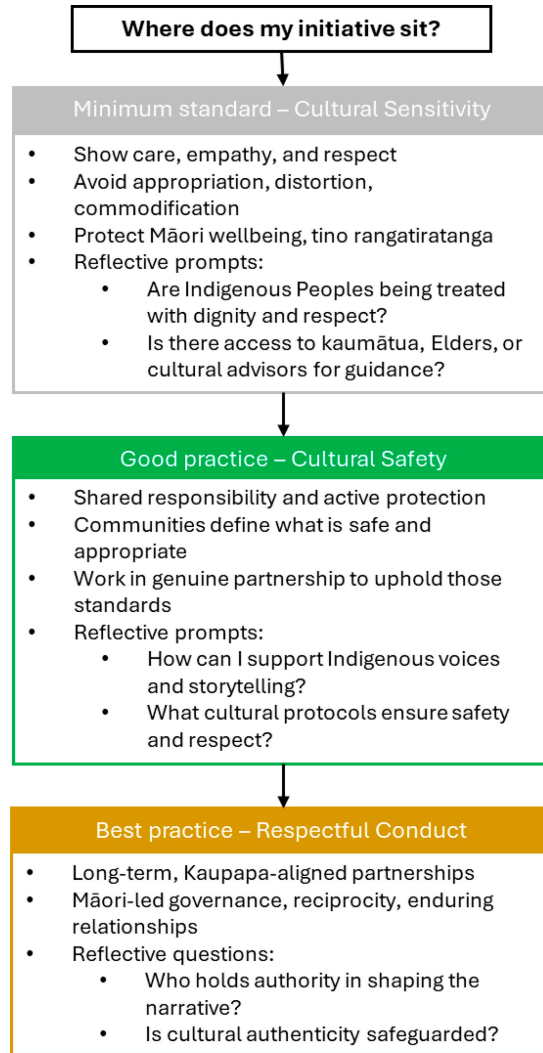 Where does my initiative sit?
Minimum standard – Cultural Sensitivity
• Show care, empathy, and respect
• Avoid appropriation, distortion,
commodification
• Protect Māori wellbeing, tino rangatiratanga
• Reflective prompts:
• Are Indigenous Peoples being treated
with dignity and respect?
• Is there access to kaumātua, Elders, or
cultural advisors for guidance?
Good practice – Cultural Safety
• Shared responsibility and active protection
• Communities define what is safe and
appropriate
• Work in genuine partnership to uphold those
standards
• Reflective prompts:
• How can I support Indigenous voices
and storytelling?
• What cultural protocols ensure safety
and respect?
Best practice – Respectful Conduct
• Long-term, Kaupapa-aligned partnerships
• Māori-led governance, reciprocity, enduring
relationships
• Reflective questions:
• Who holds authority in shaping the
narrative?
• Is cultural authenticity safeguarded?